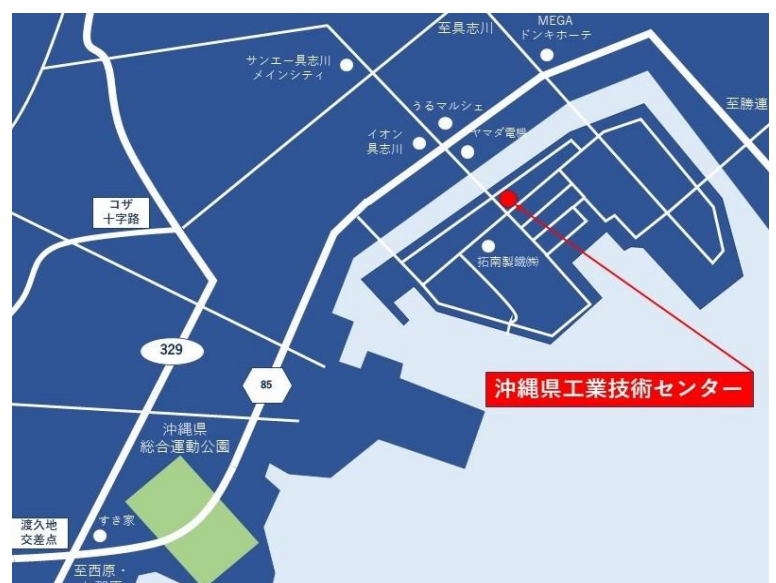 MEGA
ドンキホーテ
至具志川
サンエー具志川
メインシティ
至勝連
うるマルシェ
イオン
具志川
ヤマダ電機
コザ
十字路
拓南製鐵㈱
329
85
沖縄県工業技術センター
沖縄県
総合運動公園
渡久地
交差点
すき家
至西原・